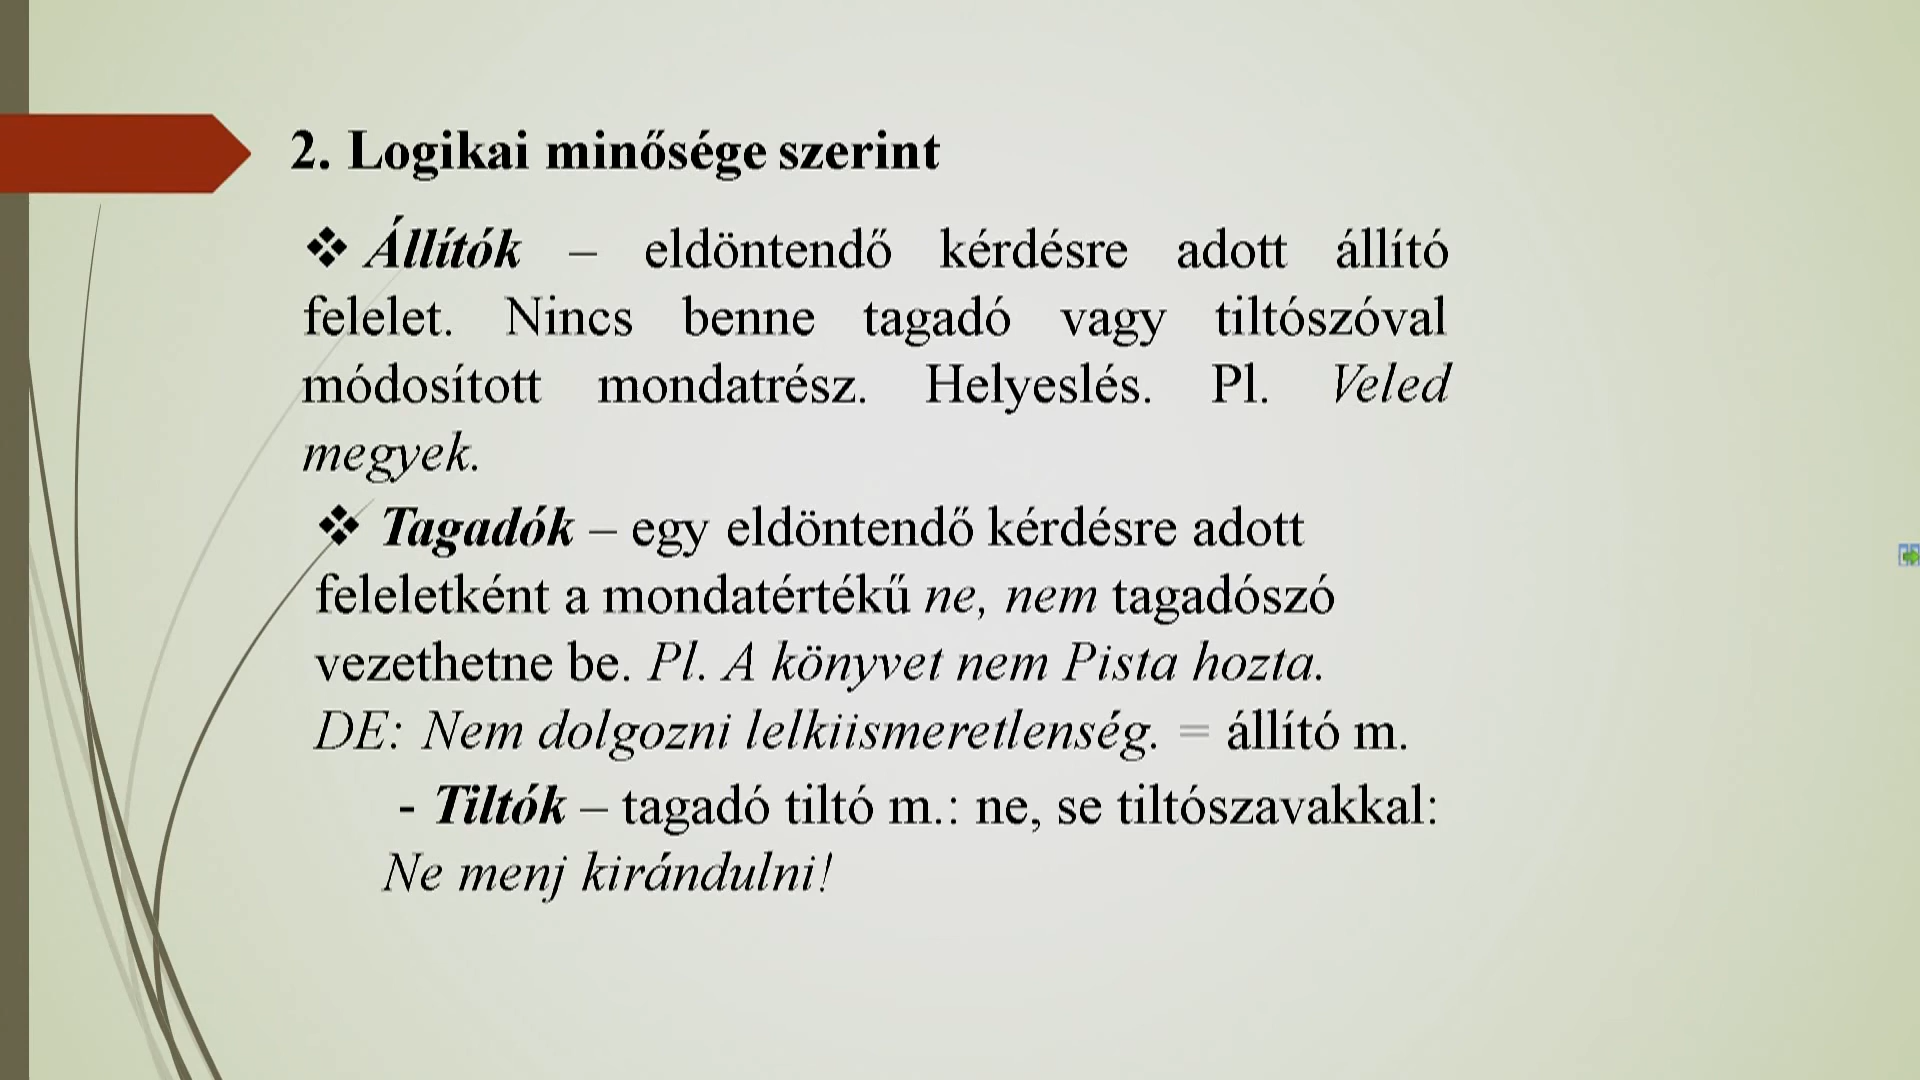 2. Logikai minősége szerint
❖ Állítók – eldöntendő kérdésre adott állító
felelet. Nincs benne tagadó vagy tiltószóval
módosított mondatrész. Helyeslés. Pl. Veled
megyek.
❖ Tagadók – egy eldöntendő kérdésre adott
feleletként a mondatértékű ne, nem tagadószó
vezethetne be. Pl. A könyvet nem Pista hozta.
DE: Nem dolgozni lelkiismeretlenség. = állító m.
- Tiltók – tagadó tiltó m.: ne, se tiltószavakkal:
Ne menj kirándulni!